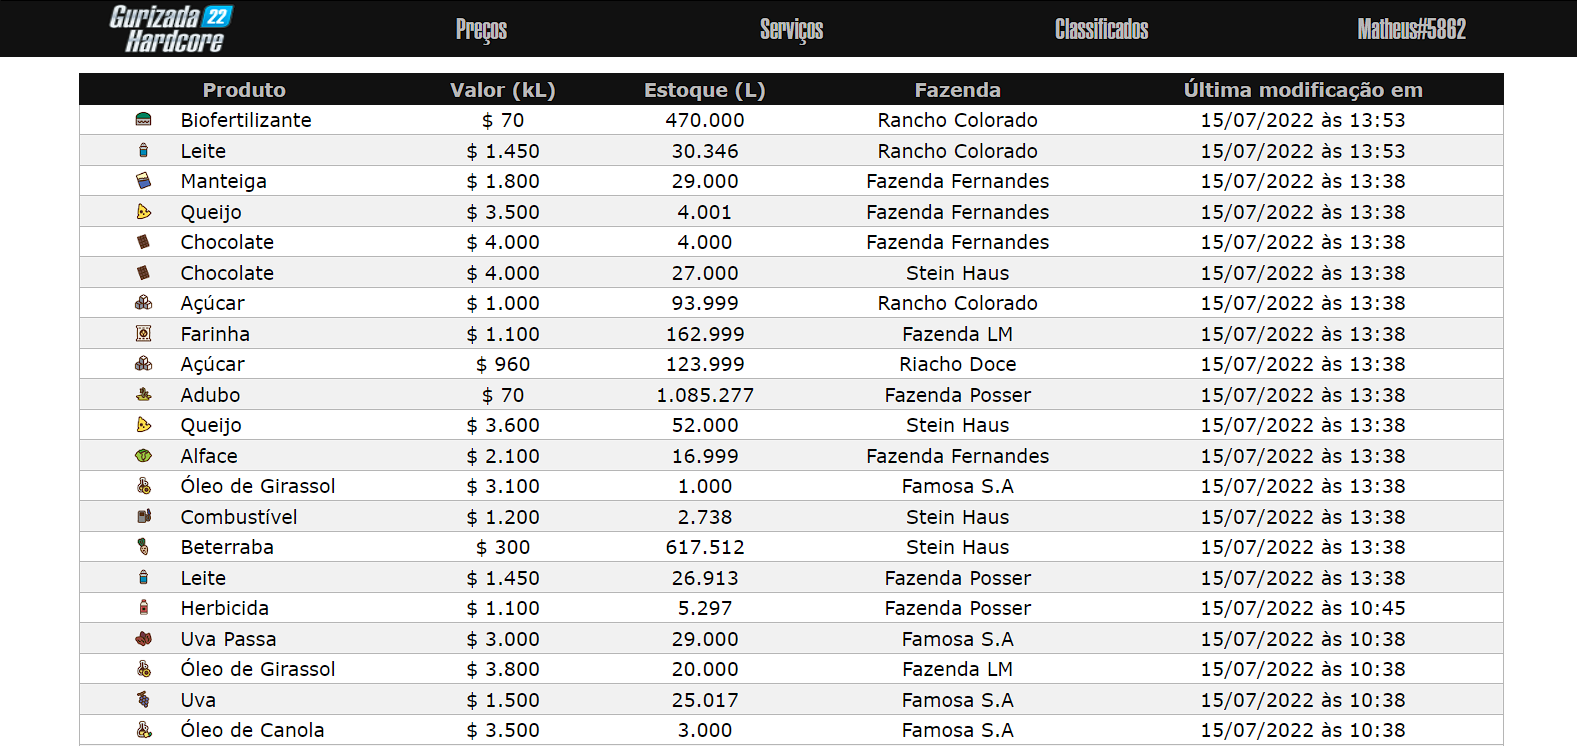 Gurizada 22
Hardcore
Preços Serviços Classificados Matheus#5862
Produto Valor (kL) Estoque (L) Fazenda Última modificação em
Biofertilizante $ 70 470.000 Rancho Colorado 15/07/2022 às 13:53
Leite $ 1.450 30.346 Rancho Colorado 15/07/2022 às 13:53
Manteiga $ 1.800 29.000 Fazenda Fernandes 15/07/2022 às 13:38
Queijo $ 3.500 4.001 Fazenda Fernandes 15/07/2022 às 13:38
Chocolate $ 4.000 4.000 Fazenda Fernandes 15/07/2022 às 13:38
Chocolate $ 4.000 27.000 Stein Haus 15/07/2022 às 13:38
Açúcar $ 1.000 93.999 Rancho Colorado 15/07/2022 às 13:38
Farinha $ 1.100 162.999 Fazenda LM 15/07/2022 às 13:38
Açúcar $ 960 123.999 Riacho Doce 15/07/2022 às 13:38
Adubo $ 70 1.085.277 Fazenda Posser 15/07/2022 às 13:38
Queijo $ 3.600 52.000 Stein Haus 15/07/2022 às 13:38
Alface $ 2.100 16.999 Fazenda Fernandes 15/07/2022 às 13:38
Óleo de Girassol $ 3.100 1.000 Famosa S.A 15/07/2022 às 13:38
Combustível $ 1.200 2.738 Stein Haus 15/07/2022 às 13:38
Beterraba $ 300 617.512 Stein Haus 15/07/2022 às 13:38
Leite $ 1.450 26.913 Fazenda Posser 15/07/2022 às 13:38
Herbicida $ 1.100 5.297 Fazenda Posser 15/07/2022 às 10:45
Uva Passa $ 3.000 29.000 Famosa S.A 15/07/2022 às 10:38
Óleo de Girassol $ 3.800 20.000 Fazenda LM 15/07/2022 às 10:38
Uva $ 1.500 25.017 Famosa S.A 15/07/2022 às 10:38
Óleo de Canola $ 3.500 3.000 Famosa S.A 15/07/2022 às 10:38